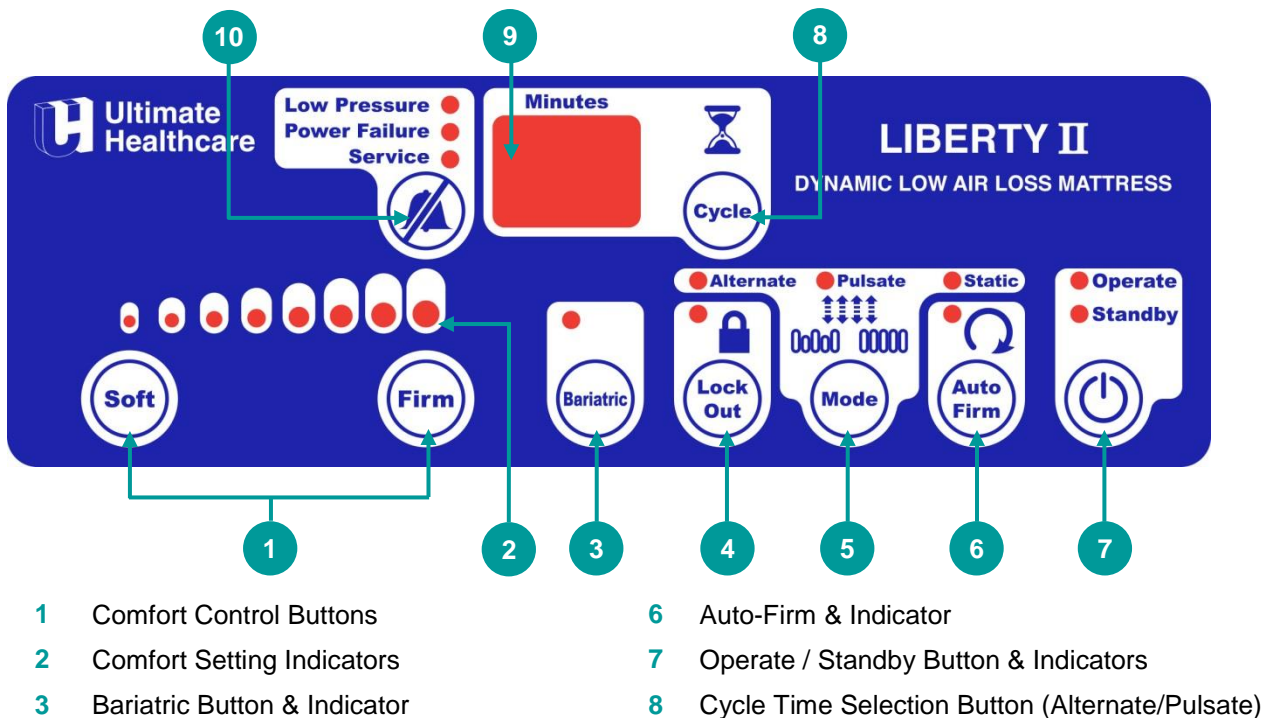 10 9 8
Ultimate
Healthcare
Low Pressure
Power Failure
Service
Minutes
Cycle
LIBERTY II
DYNAMIC LOW AIR LOSS MATTRESS
Alternate Pulsate Static
Operate
Standby
Soft
Firm
Bariatric
Lock
Out
Mode
Auto
Firm
1 2 3 4 5 6 7
1 Comfort Control Buttons
2 Comfort Setting Indicators
3 Bariatric Button & Indicator
6 Auto-Firm & Indicator
7 Operate / Standby Button & Indicators
8 Cycle Time Selection Button (Alternate/Pulsate)